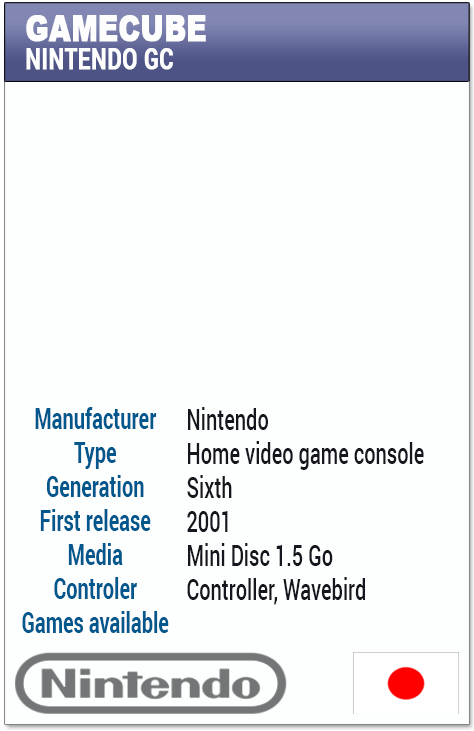 GAMECUBE
NINTENDO GC
Manufacturer Nintendo
Type Home video game console
Generation Sixth
First release 2001
Media Mini Disc 1.5 Go
Controler Controller, Wavebird
Games available
Nintendo